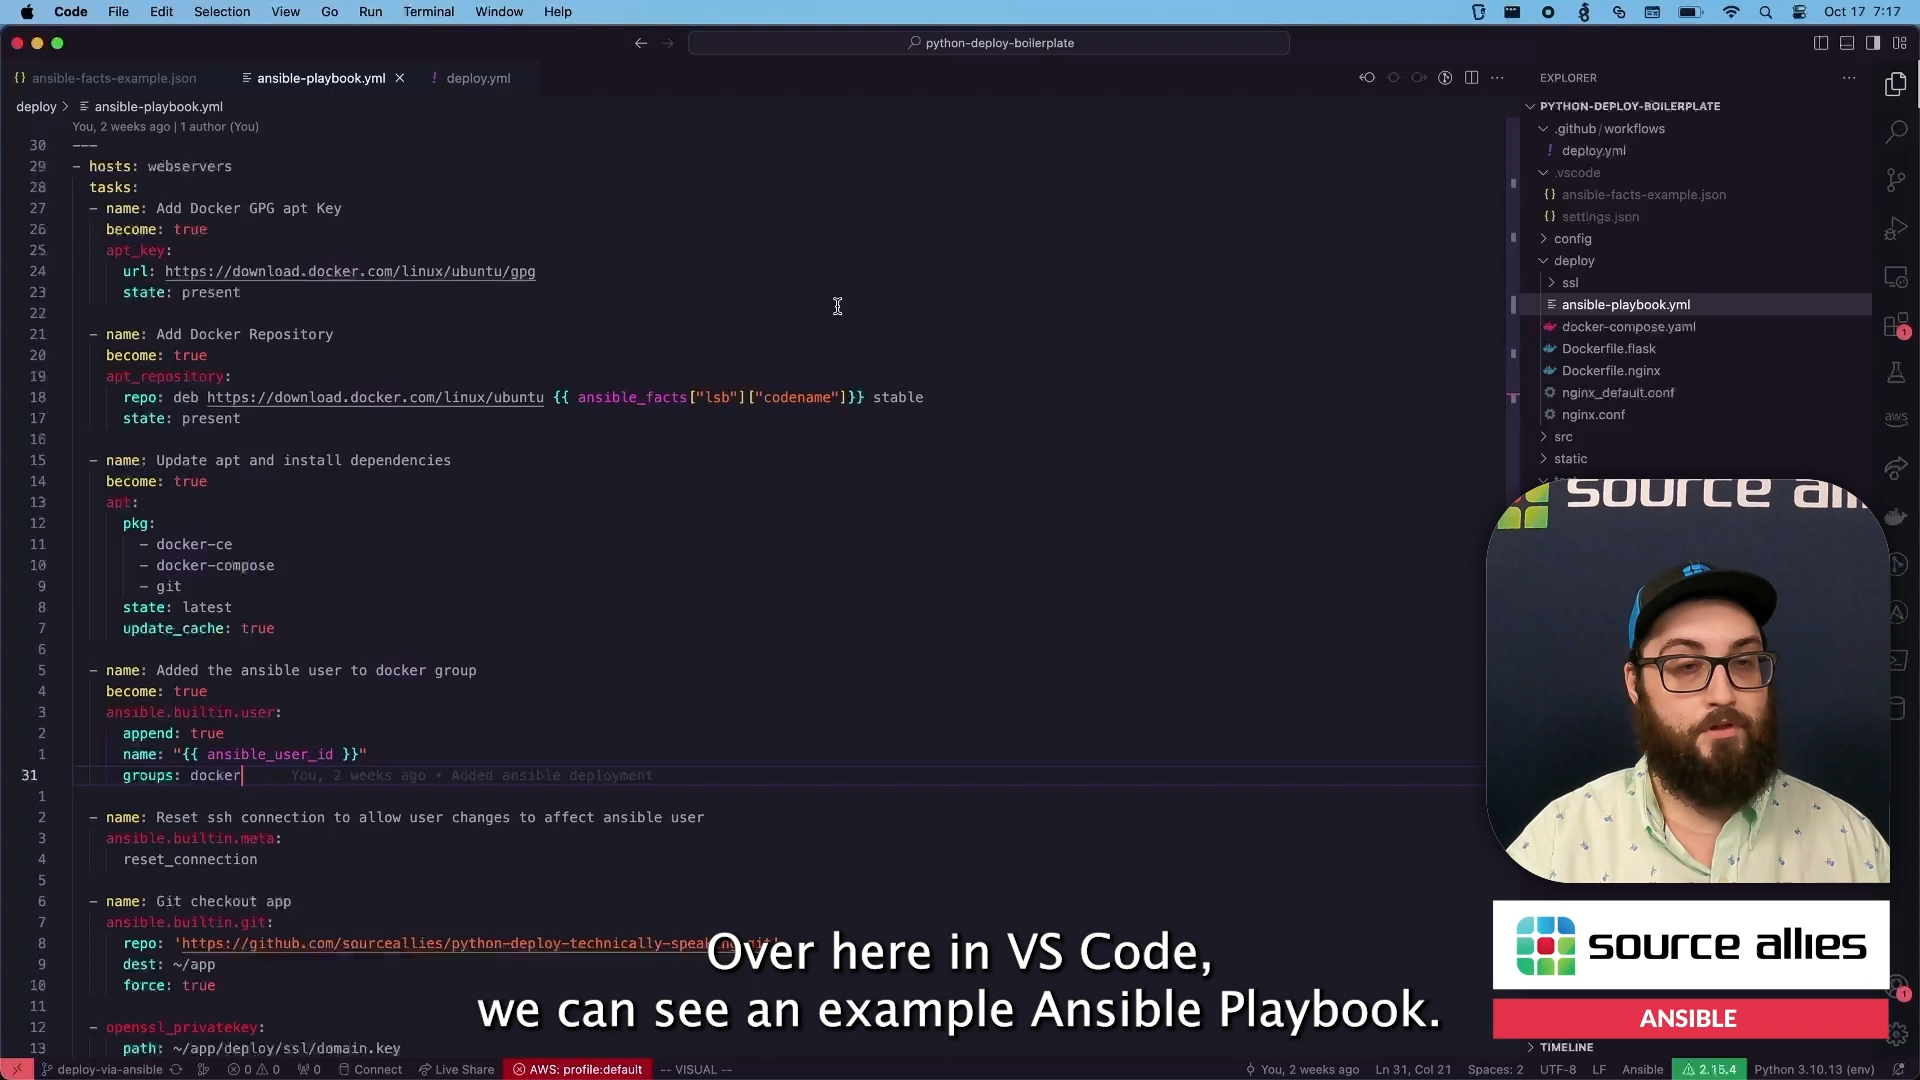 Code File Edit Selection View Go Run Terminal Window Help
Oct 17 7:17
python-deploy-boilerplate
ansible-facts-example.json
ansible-playbook.yml
! deploy.yml
deploy > ansible-playbook.yml
You, 2 weeks ago | 1 author (You)
30 ---
29 - hosts: webservers
28 tasks:
27 - name: Add Docker GPG apt Key
26 become: true
25 apt_key:
24 url: https://download.docker.com/linux/ubuntu/gpg
23 state: present
22
21 - name: Add Docker Repository
20 become: true
19 apt_repository:
18 repo: deb https://download.docker.com/linux/ubuntu {{ ansible_facts["lsb"]["codename"]}} stable
17 state: present
16
15 - name: Update apt and install dependencies
14 become: true
13 apt:
12 pkg:
11 - docker-ce
10 - docker-compose
9 - git
8 state: latest
7 update_cache: true
6
5 - name: Added the ansible user to docker group
4 become: true
3 ansible.builtin.user:
2 append: true
1 name: "{{ ansible_user_id }}"
31 groups: docker You, 2 weeks ago • Added ansible deployment
1
2 - name: Reset ssh connection to allow user changes to affect ansible user
3 ansible.builtin.meta:
4 reset_connection
5
6 - name: Git checkout app
7 ansible.builtin.git:
8 repo: 'https://github.com/sourceallies/python-deploy-technically-speaking.git'
9 dest: ~/app
10 force: true
11
12 - openssl_privatekey:
13 path: ~/app/deploy/ssl/domain.key
EXPLORER
PYTHON-DEPLOY-BOILERPLATE
.github / workflows
! deploy.yml
.vscode
ansible-facts-example.json
settings.json
config
deploy
ssl
ansible-playbook.yml
docker-compose.yaml
Dockerfile.flask
Dockerfile.nginx
nginx_default.conf
nginx.conf
src
static
aws
1
source allies
source allies
ANSIBLE
Over here in VS Code,
we can see an example Ansible Playbook.
TIMELINE
1
deploy-via-ansible 0 0 0 Connect Live Share AWS: profile:default -- VISUAL -- You, 2 weeks ago Ln 31, Col 21 Spaces: 2 UTF-8 LF Ansible 2.15.4 Python 3.10.13 (env)